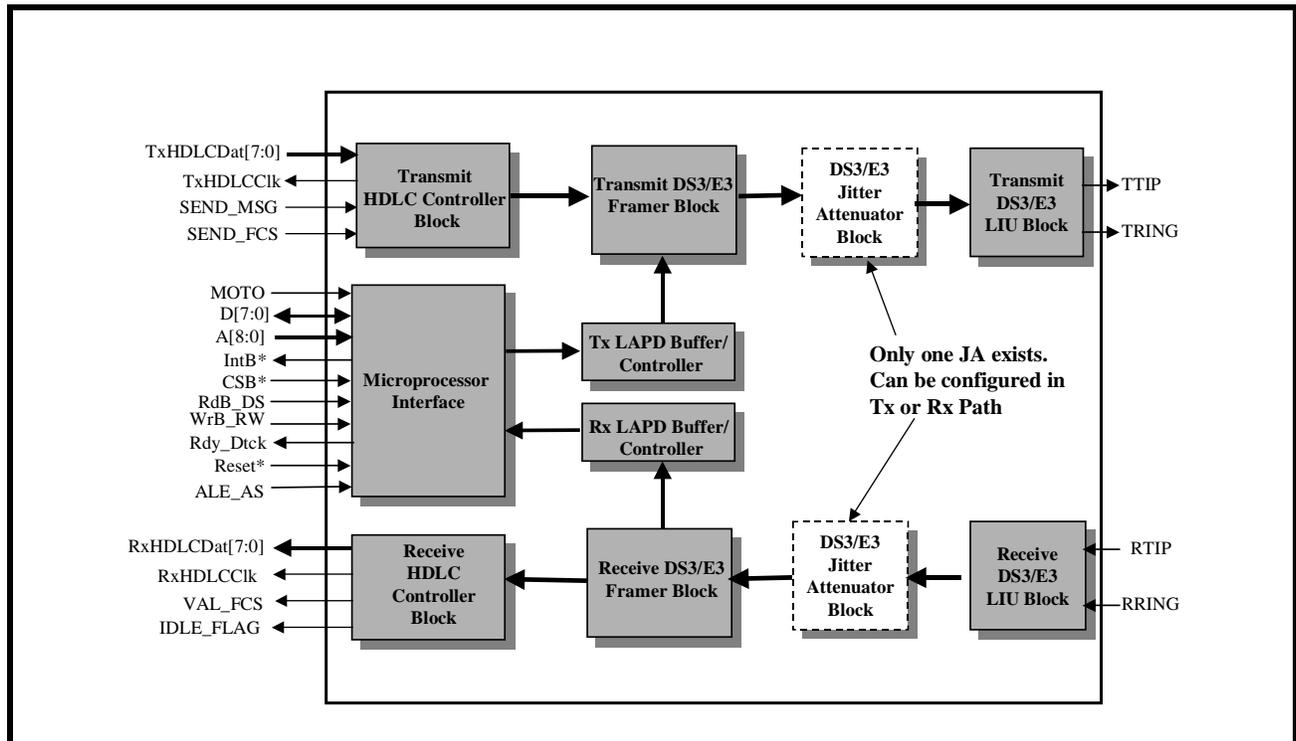 TxHDLCDat[7:0]
TxHDLCClk
SEND_MSG
SEND_FCS
Transmit
HDLC Controller
Block
Transmit DS3/E3
Framer Block
DS3/E3
Jitter
Attenuator
Block
Transmit
DS3/E3
LIU Block
TTIP
TRING
MOTO
D[7:0]
A[8:0]
IntB*
CSB*
RdB_DS
WrB_RW
Rdy_Dtck
Reset*
ALE_AS
Microprocessor
Interface
Tx LAPD Buffer/
Controller
Rx LAPD Buffer/
Controller
Only one JA exists.
Can be configured in
Tx or Rx Path
RxHDLCDat[7:0]
RxHDLCClk
VAL_FCS
IDLE_FLAG
Receive
HDLC
Controller
Block
Receive DS3/E3
Framer Block
DS3/E3
Jitter
Attenuator
Block
Receive
DS3/E3
LIU Block
RTIP
RRING